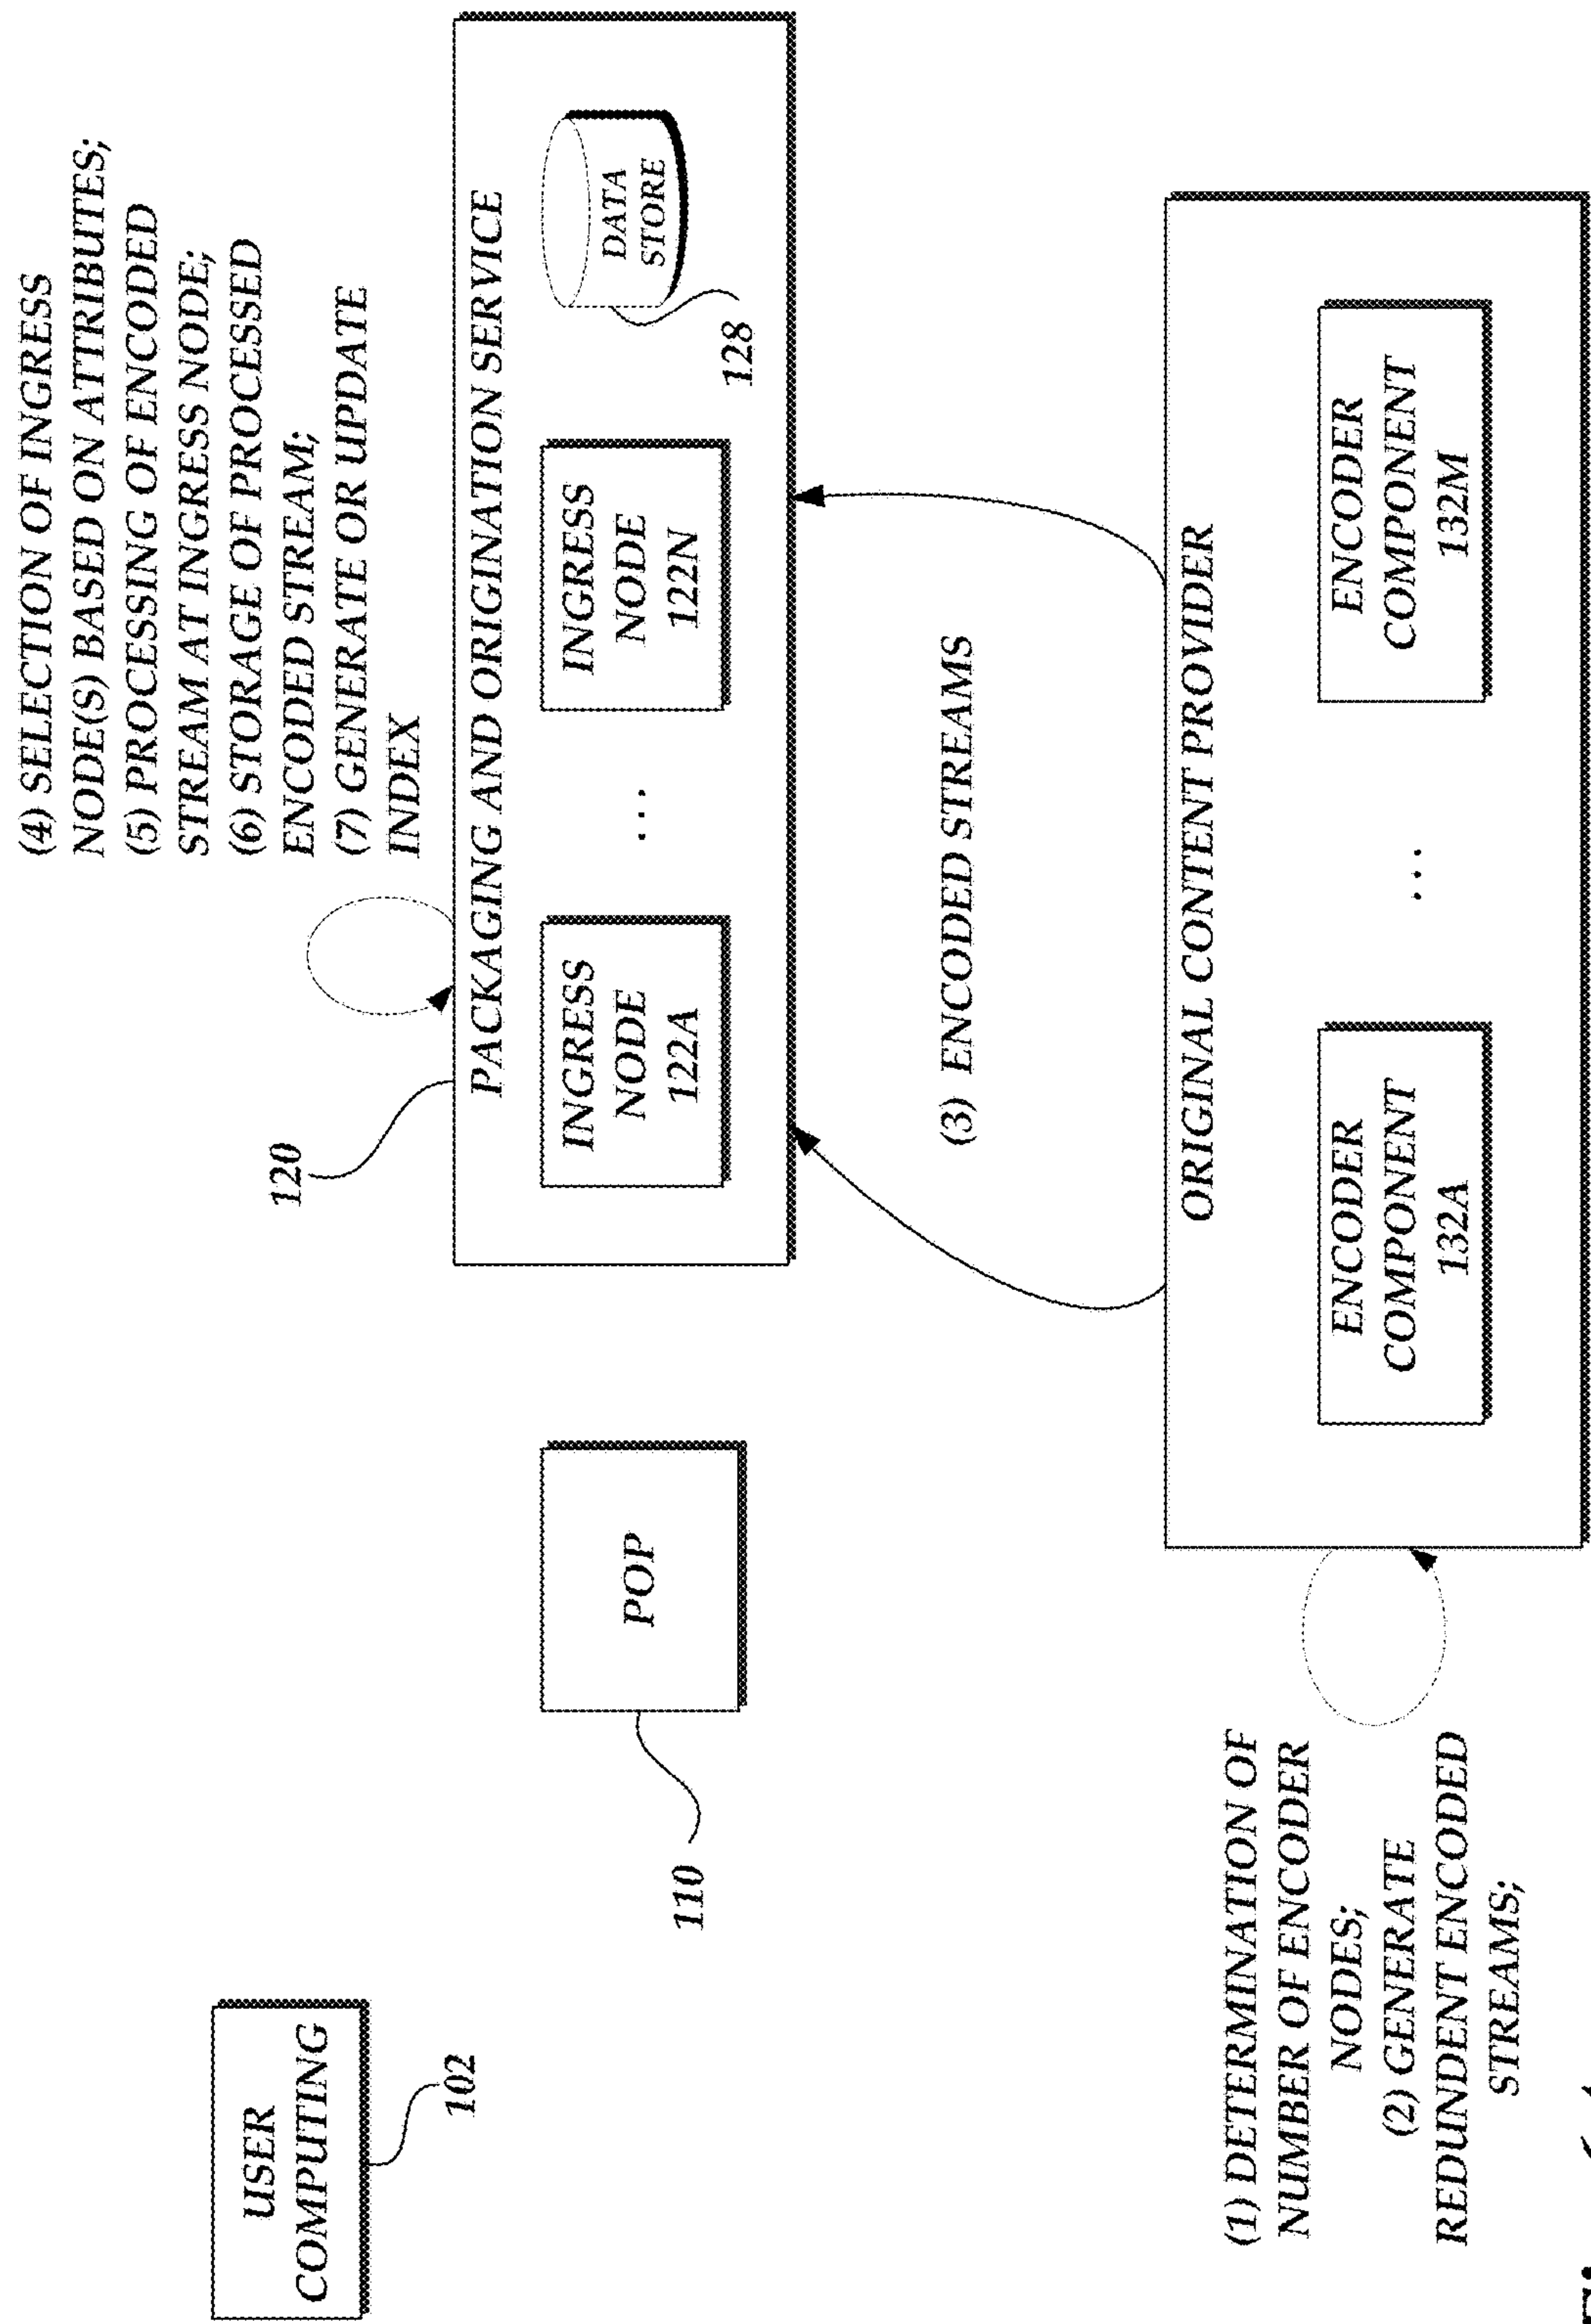 (4) SELECTION OF INGRESS
NODE(S) BASED ON ATTRIBUTES;
(5) PROCESSING OF ENCODED
STREAM AT INGRESS NODE;
(6) STORAGE OF PROCESSED
ENCODED STREAM;
(7) GENERATE OR UPDATE
INDEX
USER
COMPUTING
102
POP
110
120
PACKAGING AND ORIGINATION SERVICE
INGRESS
NODE
122A
...
INGRESS
NODE
122N
DATA
STORE
128
(3) ENCODED STREAMS
(1) DETERMINATION OF
NUMBER OF ENCODER
NODES;
(2) GENERATE
REDUNDENT ENCODED
STREAMS;
ORIGINAL CONTENT PROVIDER
ENCODER
COMPONENT
132A
...
ENCODER
COMPONENT
132M